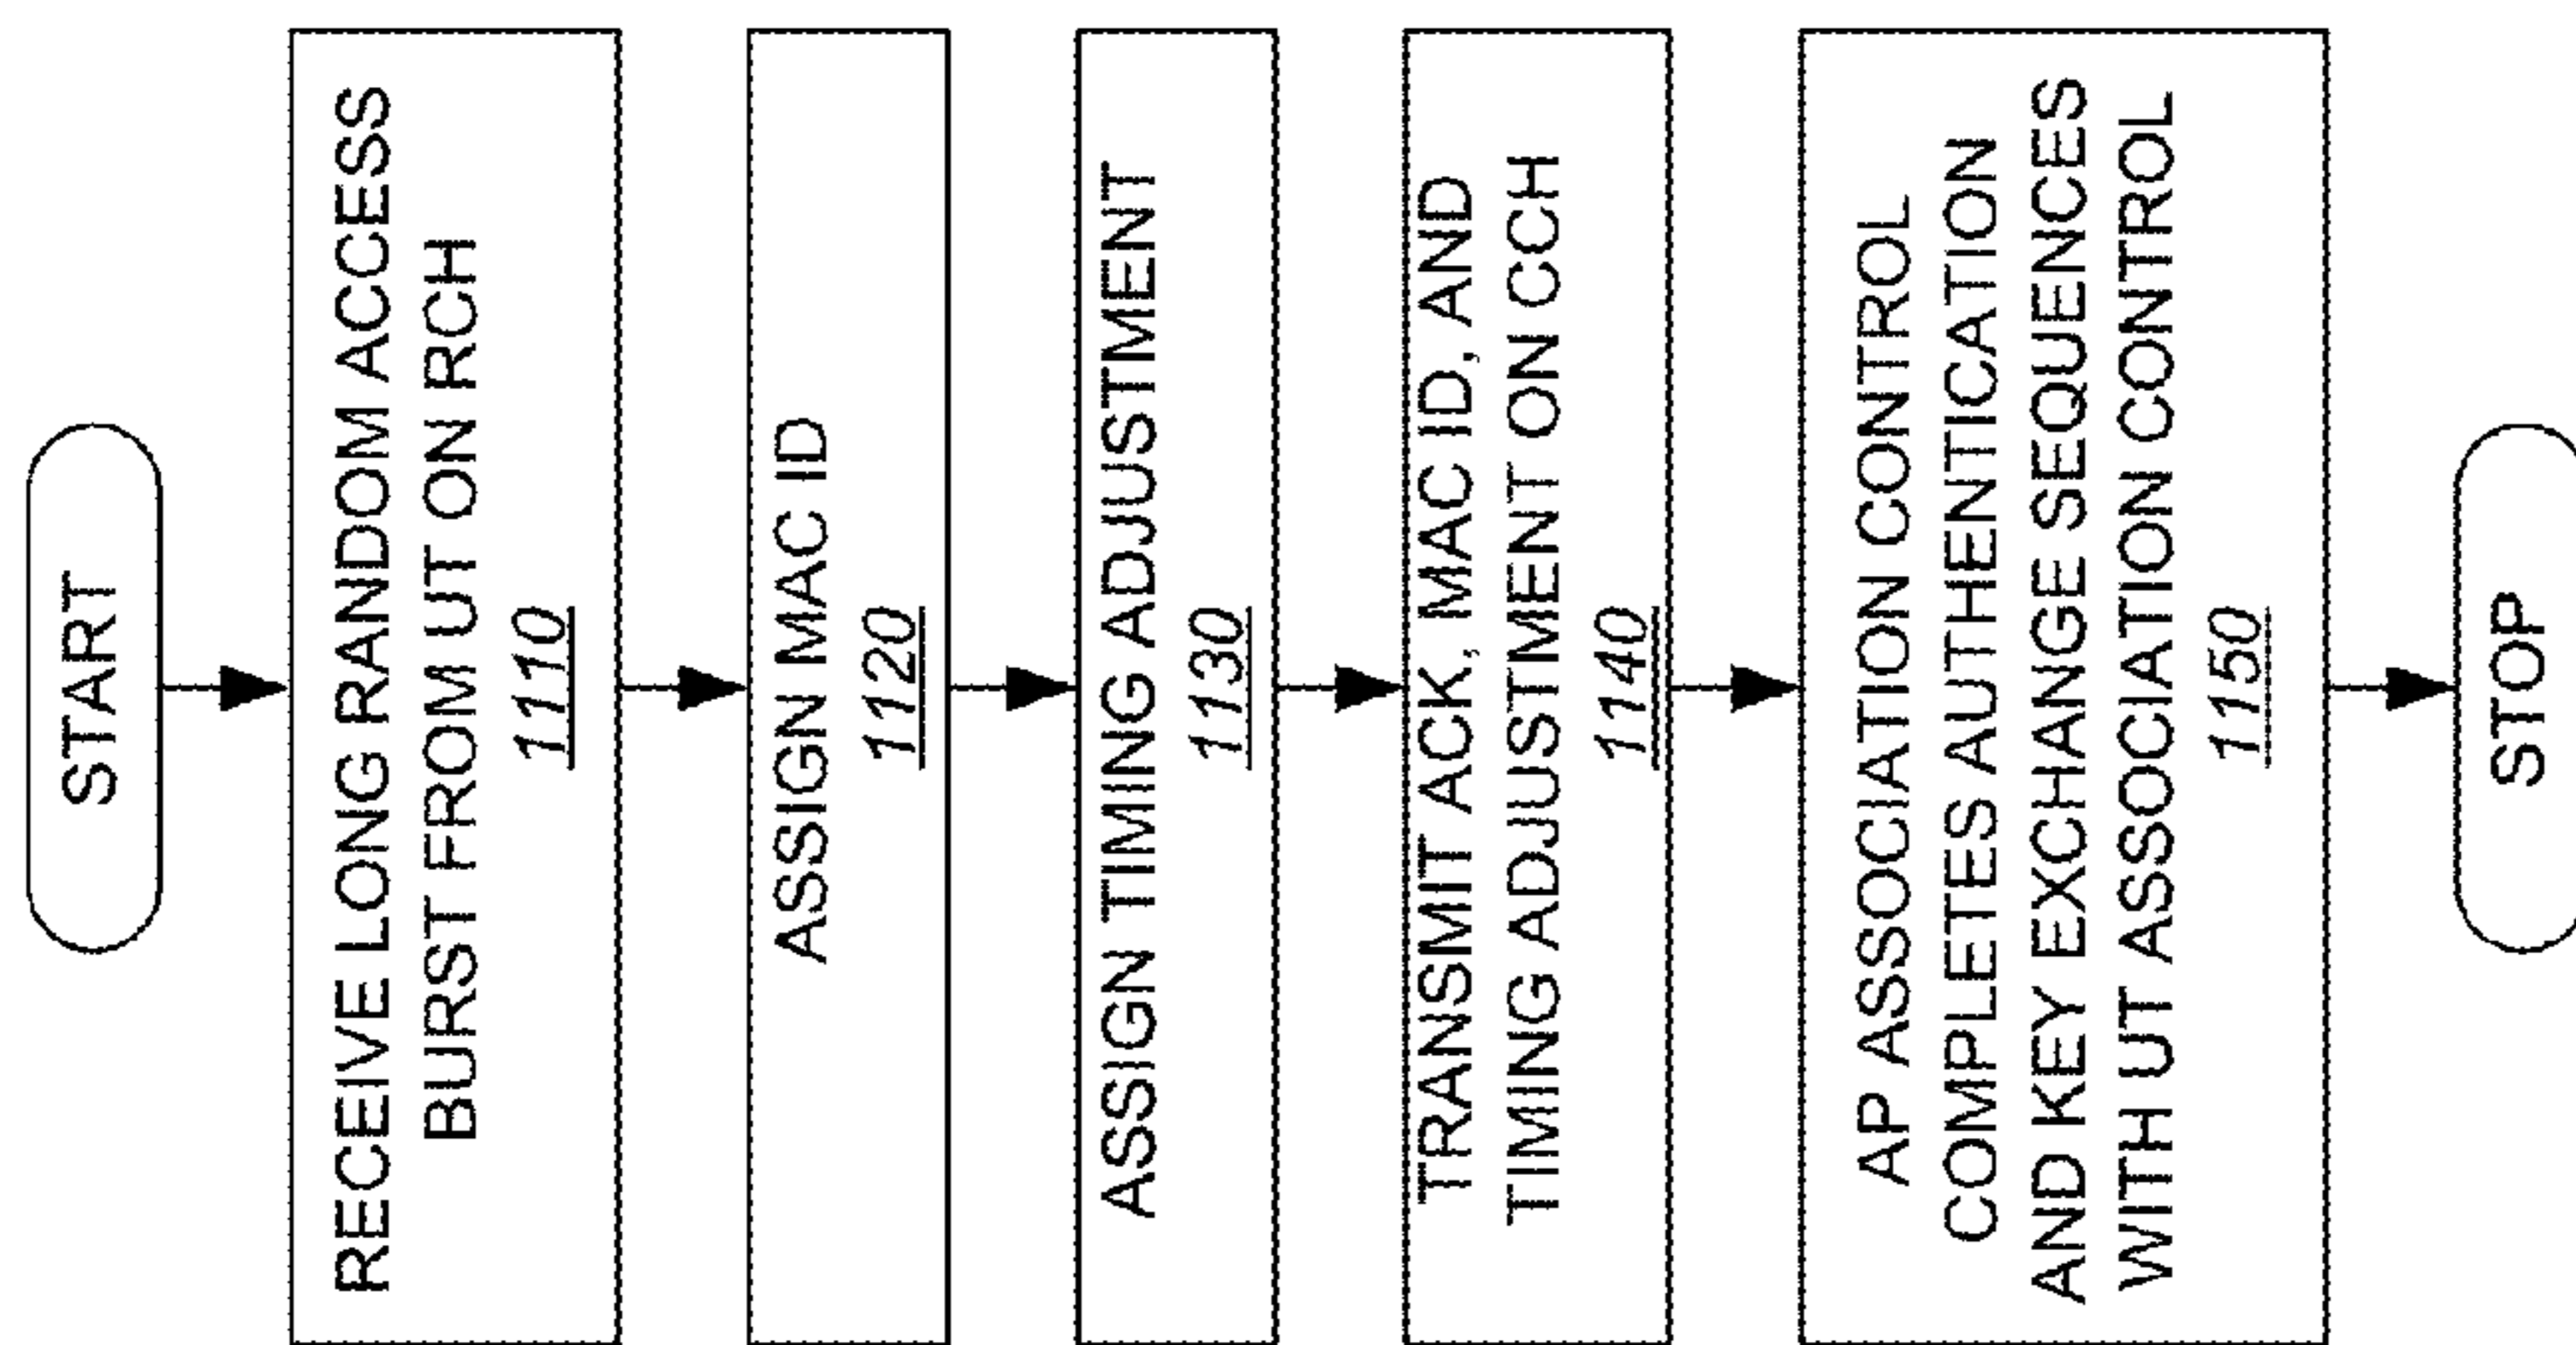 START
RECEIVE LONG RANDOM ACCESS
BURST FROM UT ON RCH
1110
ASSIGN MAC ID
1120
ASSIGN TIMING ADJUSTMENT
1130
TRANSMIT ACK, MAC ID, AND
TIMING ADJUSTMENT ON CCH
1140
AP ASSOCIATION CONTROL
COMPLETES AUTHENTICATION
AND KEY EXCHANGE SEQUENCES
WITH UT ASSOCIATION CONTROL
1150
STOP